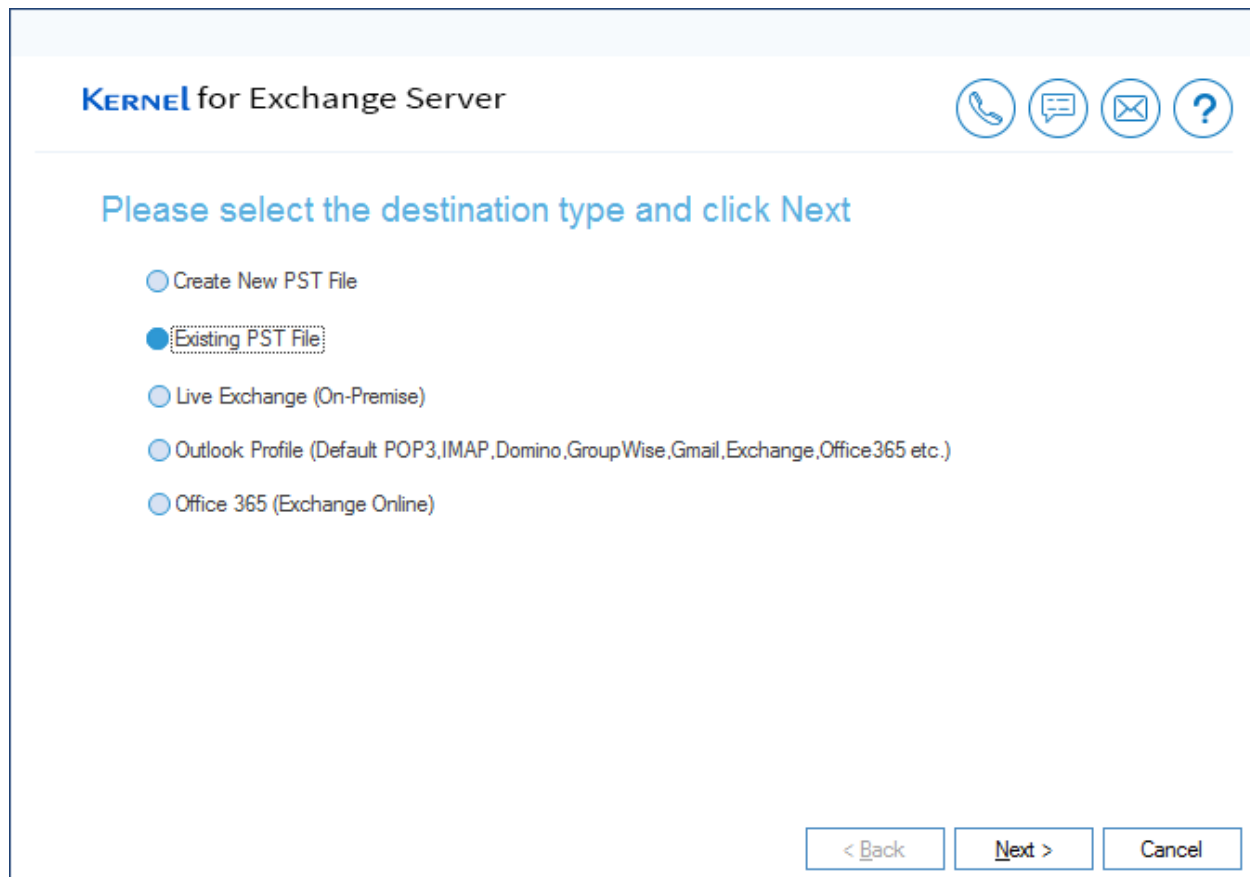 KERNEL for Exchange Server
?
Please select the destination type and click Next
Create New PST File
Existing PST File
Live Exchange (On-Premise)
Outlook Profile (Default POP3,IMAP,Domino,GroupWise,Gmail,Exchange,Office365 etc.)
Office 365 (Exchange Online)
< Back
Next >
Cancel